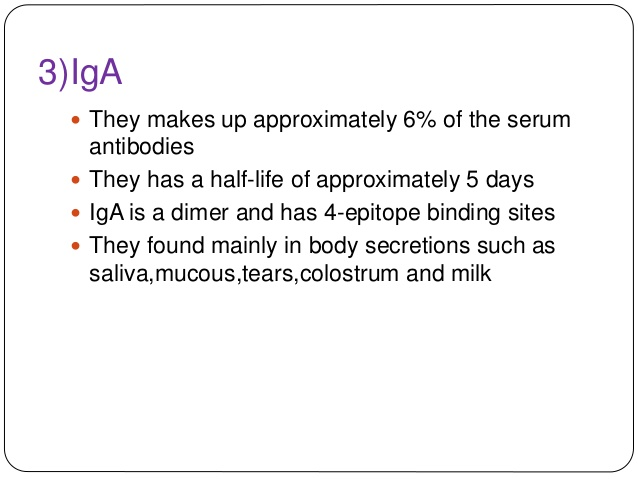 3)IgA
They makes up approximately 6% of the serum
antibodies
They has a half-life of approximately 5 days
IgA is a dimer and has 4-epitope binding sites
They found mainly in body secretions such as
saliva,mucous,tears,colostrum and milk